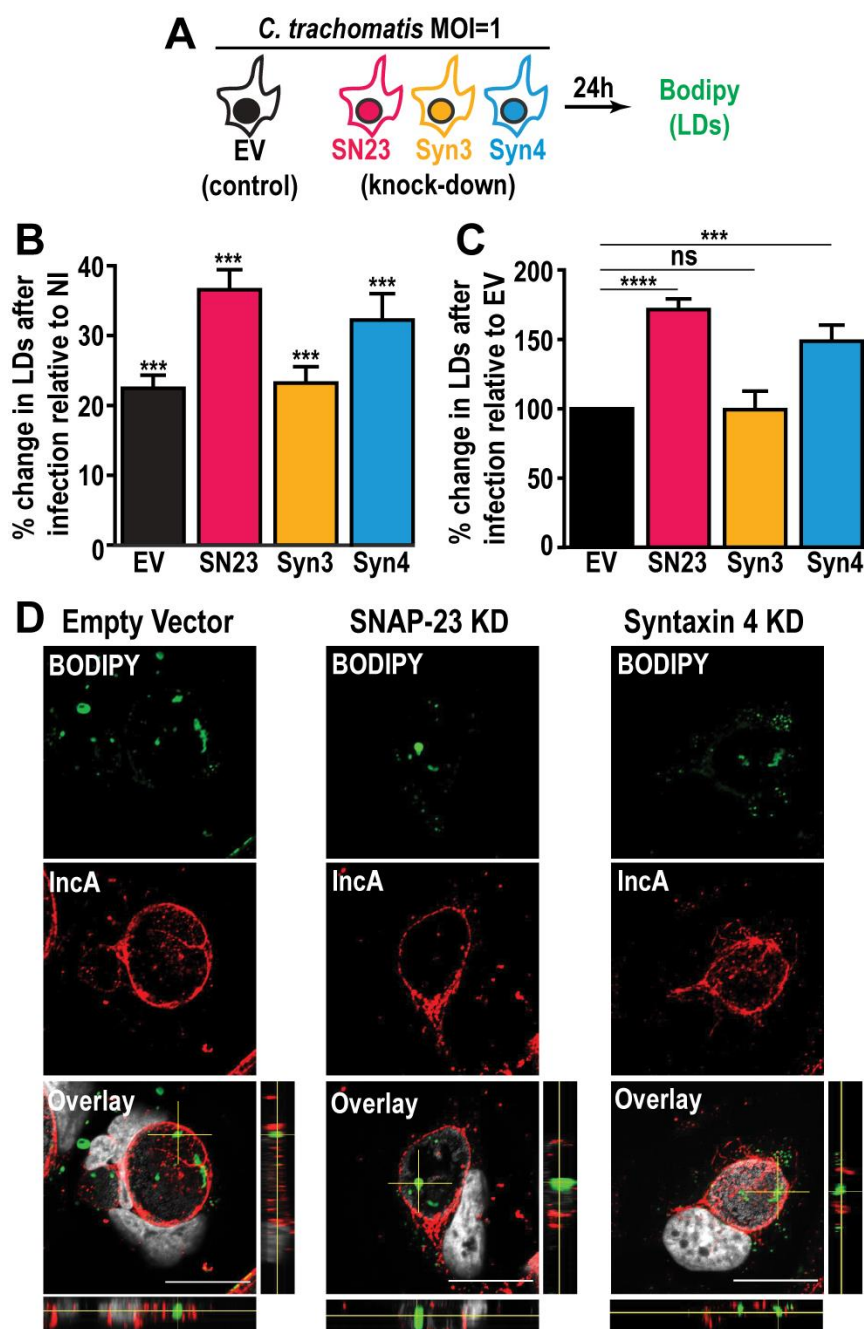 A
C. trachomatis MOI=1
24h
Bodipy
(LDs)
EV
SN23
Syn3
Syn4
(control)
(knock-down)
B
% change in LDs after
infection relative to NI
40
30
20
10
0
***
***
***
***
EV
SN23
Syn3
Syn4
C
% change in LDs after
infection relative to EV
200
150
100
50
0
***
ns
****
EV
SN23
Syn3
Syn4
D
Empty Vector
SNAP-23 KD
Syntaxin 4 KD
BODIPY
BODIPY
BODIPY
IncA
IncA
IncA
Overlay
Overlay
Overlay